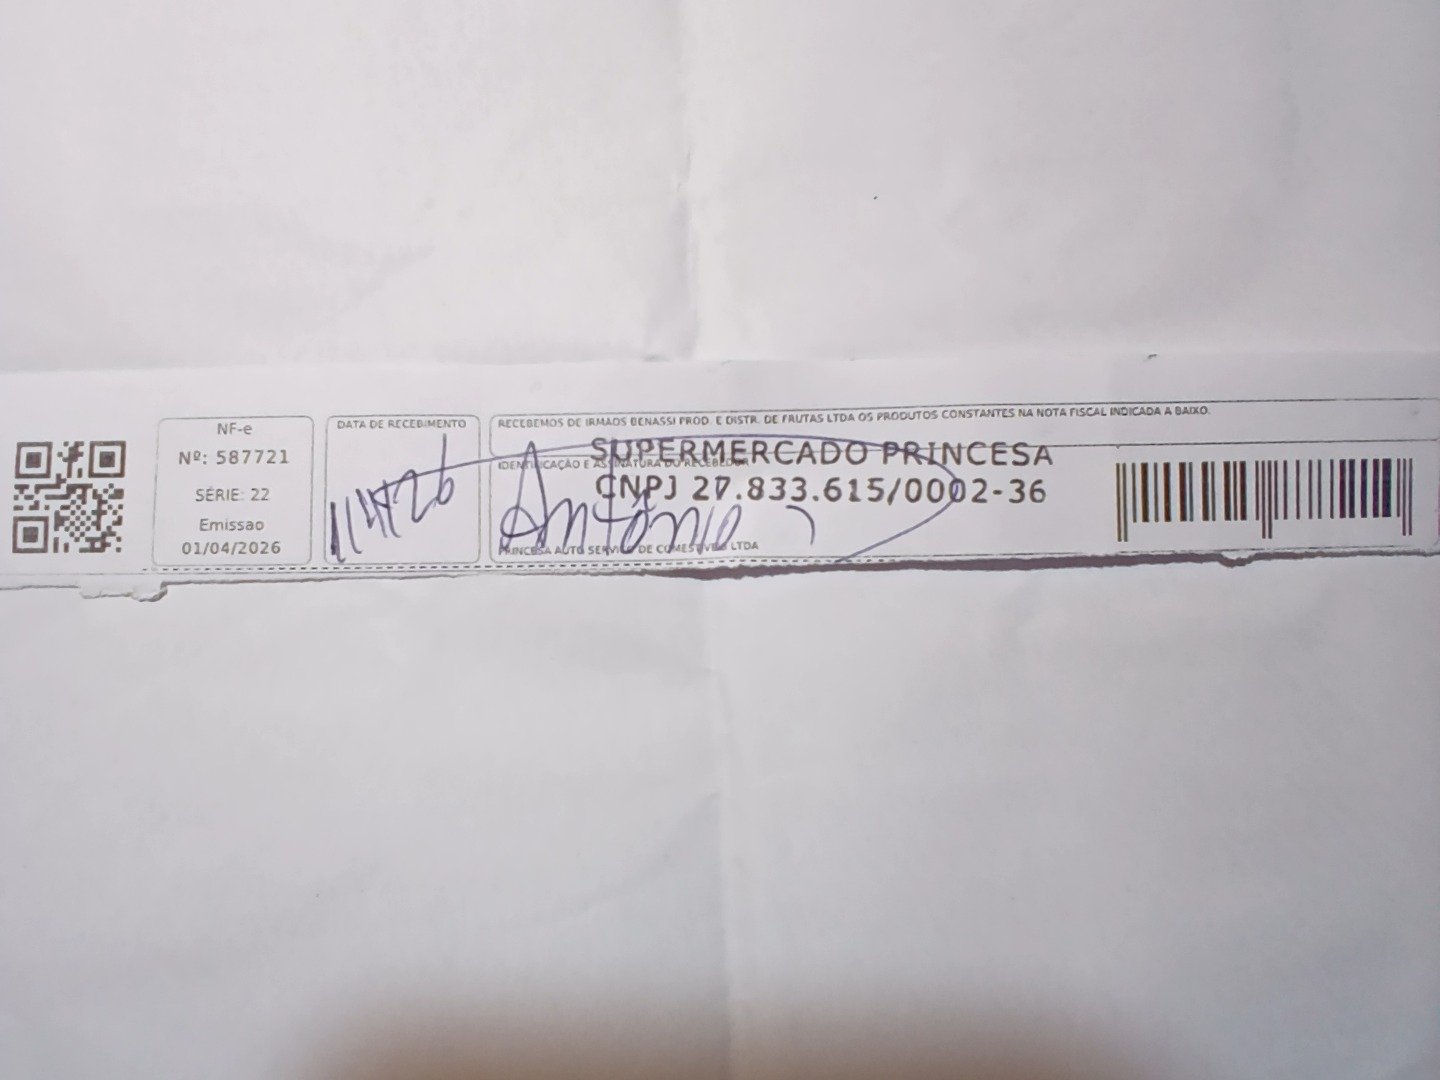 NF-e
Nº: 587721
SÉRIE: 22
Emissao
01/04/2026
DATA DE RECEBIMENTO
1/4/26
RECEBEMOS DE IRMAOS BENASSI PROD. E DISTR. DE FRUTAS LTDA OS PRODUTOS CONSTANTES NA NOTA FISCAL INDICADA A BAIXO.
IDENTIFICAÇÃO E ASSINATURA DO RECEBEDOR
SUPERMERCADO PRINCESA
CNPJ 27.833.615/0002-36
Antônio
PRINCESA AUTO SERVIÇO DE COMESTIVEIS LTDA